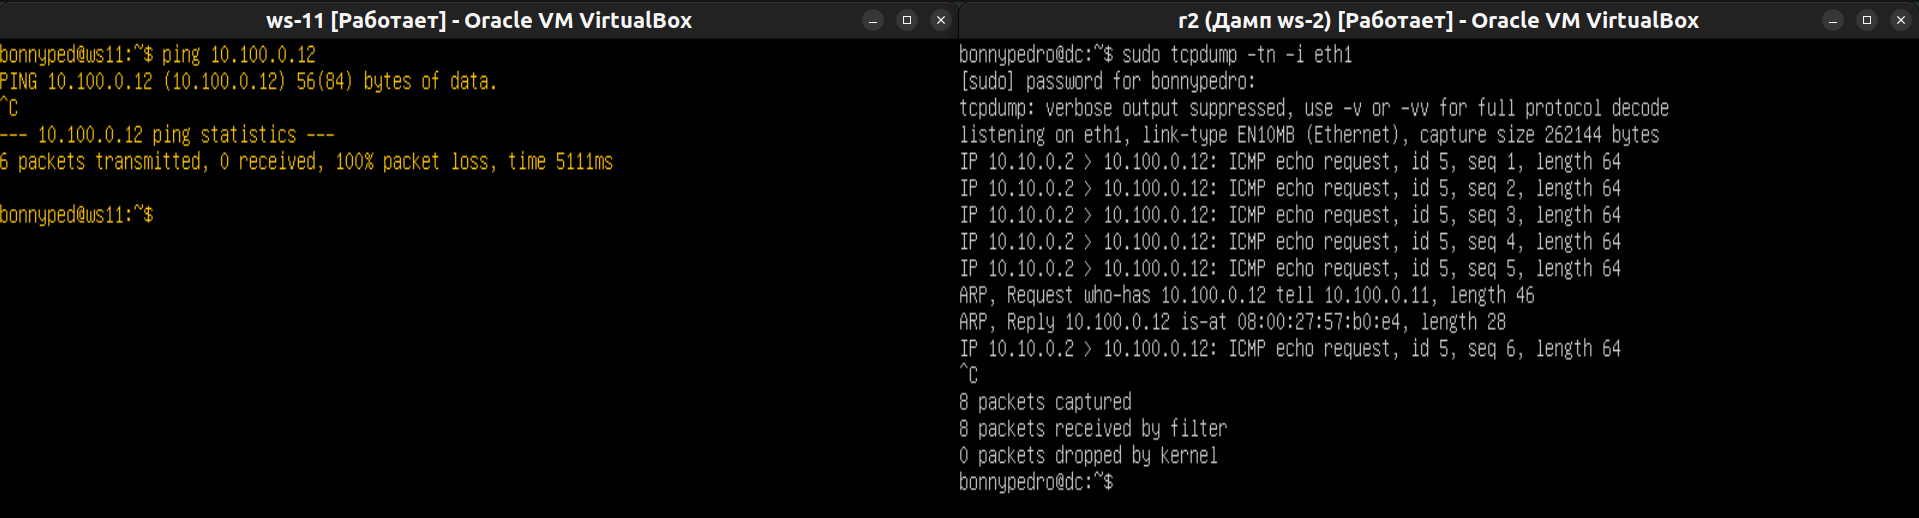 ws-11 [Работает] - Oracle VM VirtualBox
bonnyped@ws11:~$ ping 10.100.0.12
PING 10.100.0.12 (10.100.0.12) 56(84) bytes of data.
^C
--- 10.100.0.12 ping statistics ---
6 packets transmitted, 0 received, 100% packet loss, time 5111ms
bonnyped@ws11:~$
r2 (Дамп ws-2) [Работает] - Oracle VM VirtualBox
bonnypedro@dc:~$ sudo tcpdump -tn -i eth1
[sudo] password for bonnypedro:
tcpdump: verbose output suppressed, use -v or -vv for full protocol decode
listening on eth1, link-type EN10MB (Ethernet), capture size 262144 bytes
IP 10.10.0.2 > 10.100.0.12: ICMP echo request, id 5, seq 1, length 64
IP 10.10.0.2 > 10.100.0.12: ICMP echo request, id 5, seq 2, length 64
IP 10.10.0.2 > 10.100.0.12: ICMP echo request, id 5, seq 3, length 64
IP 10.10.0.2 > 10.100.0.12: ICMP echo request, id 5, seq 4, length 64
IP 10.10.0.2 > 10.100.0.12: ICMP echo request, id 5, seq 5, length 64
ARP, Request who-has 10.100.0.12 tell 10.100.0.11, length 46
ARP, Reply 10.100.0.12 is-at 08:00:27:57:b0:e4, length 28
IP 10.10.0.2 > 10.100.0.12: ICMP echo request, id 5, seq 6, length 64
^C
8 packets captured
8 packets received by filter
0 packets dropped by kernel
bonnypedro@dc:~$